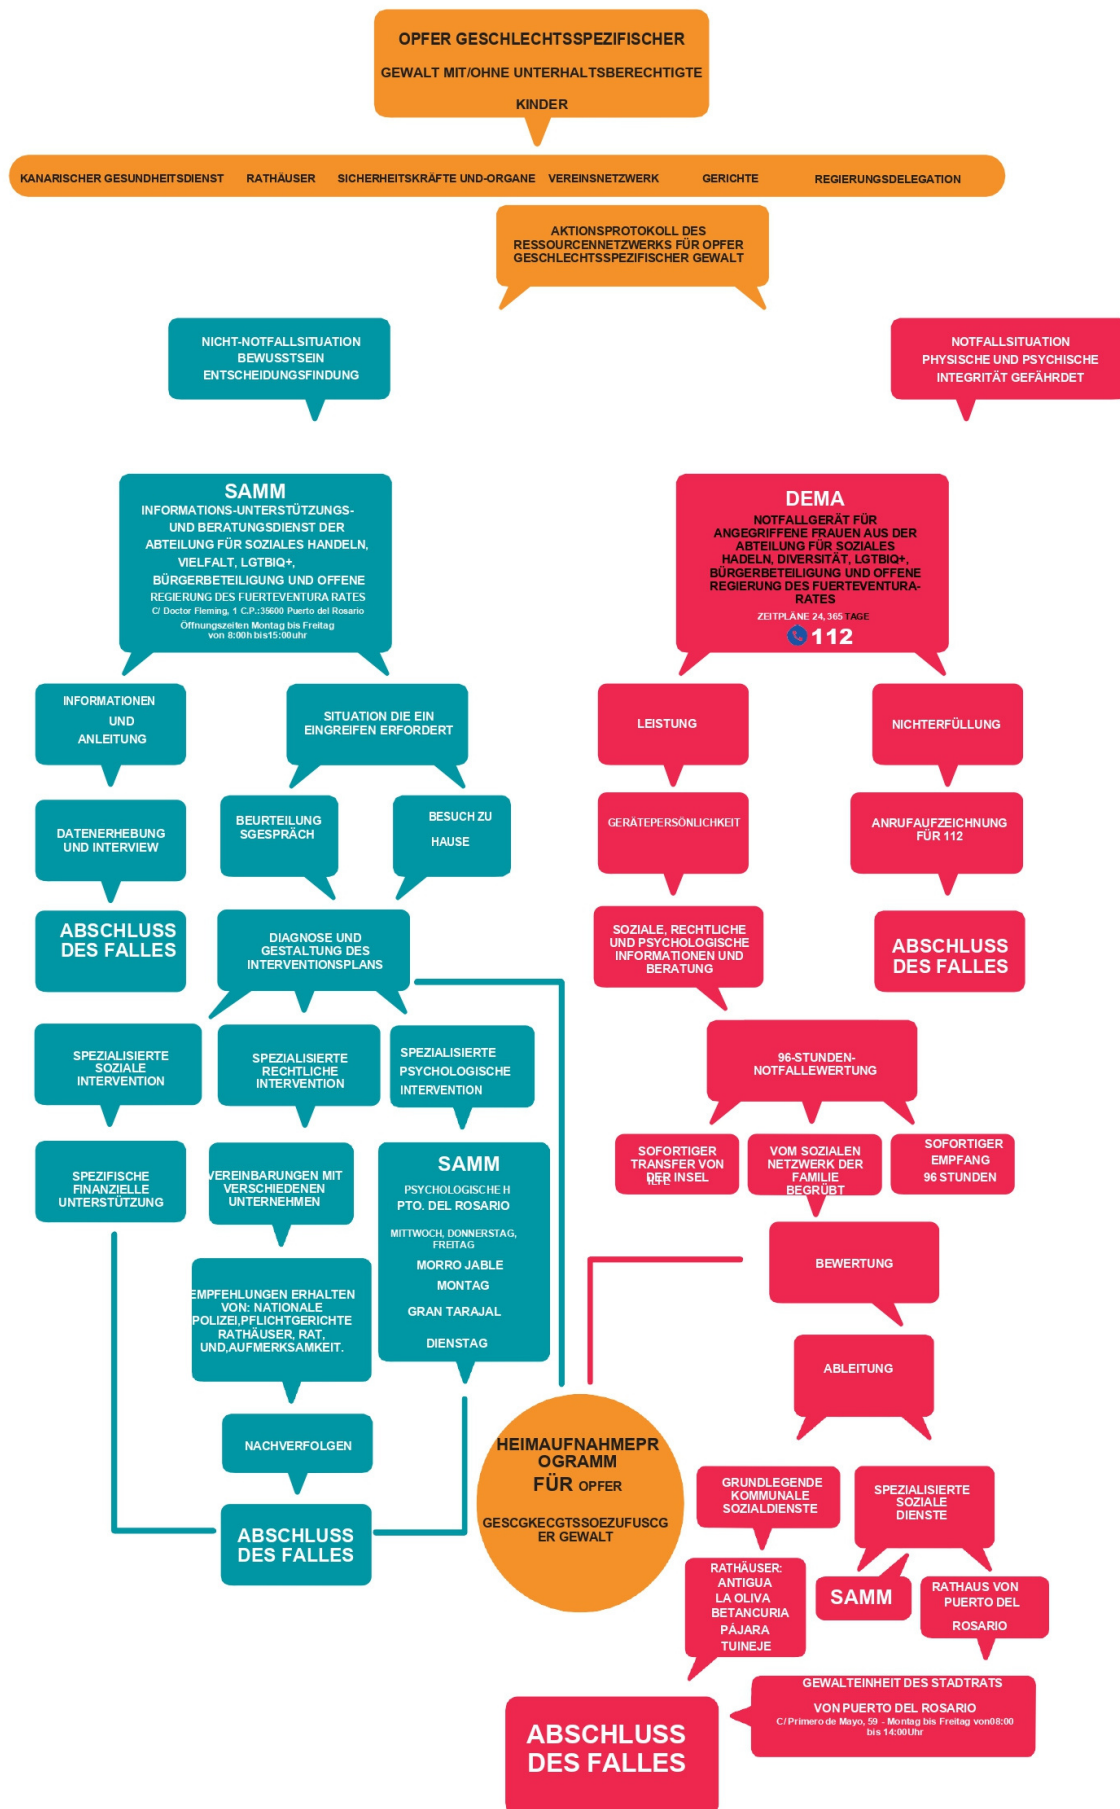 OPFER GESCHLECHTSSPEZIFISCHER
GEWALT MIT/OHNE UNTERHALTSBERECHTIGTE
KINDER
KANARISCHER GESUNDHEITSDIENST RATHÄUSER SICHERHEITSKRÄFTE UND-ORGANE VEREINSNETZWERK GERICHTE REGIERUNGSDELEGATION
AKTIONSPROTOKOLL DES
RESSOURCENNETZWERKS FÜR OPFER
GESCHLECHTSSPEZIFISCHER GEWALT
NICHT-NOTFALLSITUATION
BEWUSSTSEIN
ENTSCHEIDUNGSFINDUNG
NOTFALLSITUATION
PHYSISCHE UND PSYCHISCHE
INTEGRITÄT GEFÄHRDET
SAMM
INFORMATIONS-UNTERSTÜTZUNGS-
UND BERATUNGSDIENST DER
ABTEILUNG FÜR SOZIALES HANDELN,
VIELFALT, LGTBIQ+,
BÜRGERBETEILIGUNG UND OFFENE
REGIERUNG DES FUERTEVENTURA RATES
C/ Doctor Fleming, 1 C.P.:35600 Puerto del Rosario
Öffnungszeiten Montag bis Freitag
von 8:00h bis15:00uhr
DEMA
NOTFALLGERÄT FÜR
ANGEGRIFFENE FRAUEN AUS DER
ABTEILUNG FÜR SOZIALES
HADELN, DIVERSITÄT, LGTBIQ+,
BÜRGERBETEILIGUNG UND OFFENE
REGIERUNG DES FUERTEVENTURA-
RATES
ZEITPLÄNE 24, 365 TAGE
112
INFORMATIONEN
UND
ANLEITUNG
SITUATION DIE EIN
EINGREIFEN ERFORDERT
LEISTUNG
NICHTERFÜLLUNG
DATENERHEBUNG
UND INTERVIEW
BEURTEILUNG
SGESPRÄCH
BESUCH ZU
HAUSE
GERÄTEPERSÖNLICHKEIT
ANRUFAUFZEICHNUNG
FÜR 112
ABSCHLUSS
DES FALLES
DIAGNOSE UND
GESTALTUNG DES
INTERVENTIONSPLANS
SOZIALE, RECHTLICHE
UND PSYCHOLOGISCHE
INFORMATIONEN UND
BERATUNG
ABSCHLUSS
DES FALLES
SPEZIALISIERTE
SOZIALE
INTERVENTION
SPEZIALISIERTE
RECHTLICHE
INTERVENTION
SPEZIALISIERTE
PSYCHOLOGISCHE
INTERVENTION
96-STUNDEN-
NOTFALLEWERTUNG
SPEZIFISCHE
FINANZIELLE
UNTERSTÜTZUNG
VEREINBARUNGEN MIT
VERSCHIEDENEN
UNTERNEHMEN
SAMM
PSYCHOLOGISCHE H
PTO. DEL ROSARIO
MITTWOCH, DONNERSTAG,
FREITAG
MORRO JABLE
MONTAG
GRAN TARAJAL
DIENSTAG
SOFORTIGER
TRANSFER VON
DER INSEL
VOM SOZIALEN
NETZWERK DER
FAMILIE
BEGRÜBT
SOFORTIGER
EMPFANG
96 STUNDEN
EMPFEHLUNGEN ERHALTEN
VON: NATIONALE
POLIZEI,PFLICHTGERICHTE
RATHÄUSER, RAT,
UND,AUFMERKSAMKEIT.
BEWERTUNG
ABLEITUNG
NACHVERFOLGEN
ABSCHLUSS
DES FALLES
HEIMAUFNAHMEPR
OGRAMM
FÜR OPFER
GESCGKECGTSSOEZUFUSCG
ER GEWALT
GRUNDLEGENDE
KOMMUNALE
SOZIALDIENSTE
SPEZIALISIERTE
SOZIALE
DIENSTE
RATHÄUSER:
ANTIGUA
LA OLIVA
BETANCURIA
PÁJARA
TUINEJE
SAMM
RATHAUS VON
PUERTO DEL
ROSARIO
GEWALTEINHEIT DES STADTRATS
VON PUERTO DEL ROSARIO
C/ Primero de Mayo, 59 - Montag bis Freitag von08:00
bis 14:00Uhr
ABSCHLUSS
DES FALLES